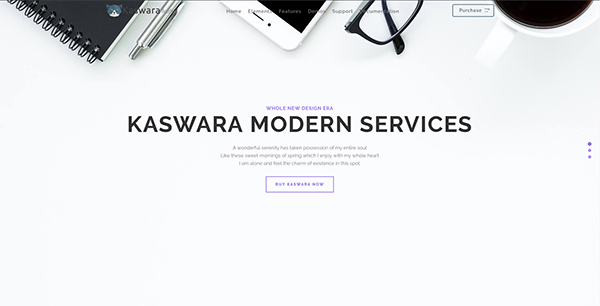 Kaswara
Home Elements Features Demos Support Documentation
Purchase
WHOLE NEW DESIGN ERA
KASWARA MODERN SERVICES
A wonderful serenity has taken possession of my entire soul
Like these sweet mornings of spring which I enjoy with my whole heart
I am alone and feel the charm of existence in this spot
BUY KASWARA NOW